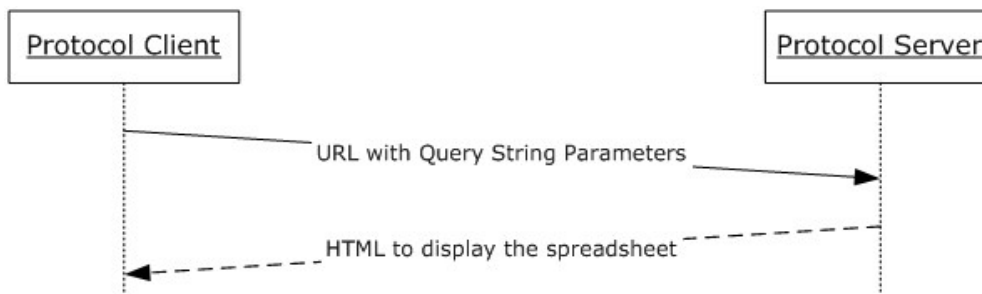 Protocol Client
Protocol Server
URL with Query String Parameters
HTML to display the spreadsheet